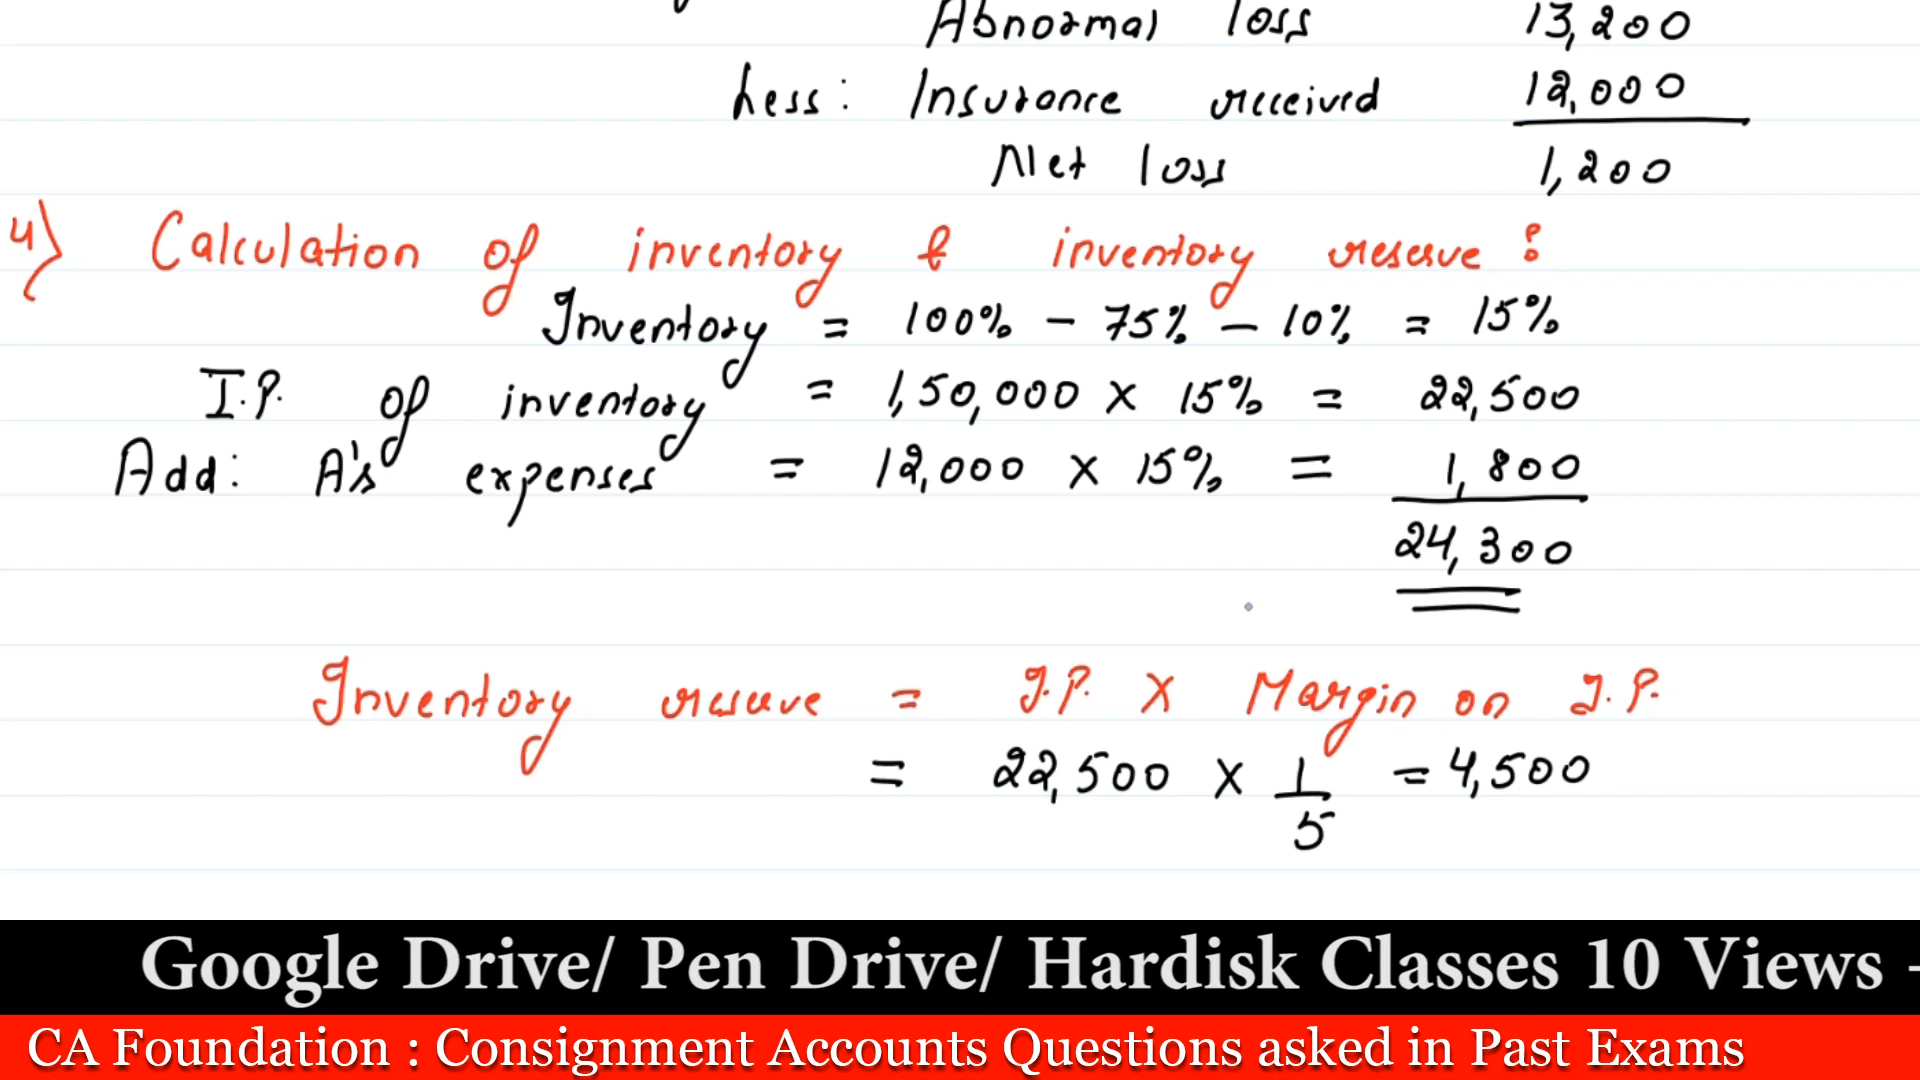 Abnormal loss 13,200
Less: Insurance received 12,000
Net loss 1,200
4) Calculation of inventory & inventory reserve:
Inventory = 100% - 75% - 10% = 15%
I.P. of inventory = 1,50,000 X 15% = 22,500
Add: A's expenses = 12,000 X 15% = 1,800
24,300
Inventory reserve = I.P. X Margin on I.P.
= 22,500 X 1/5 = 4,500
Google Drive/ Pen Drive/ Hardisk Classes 10 Views -
CA Foundation : Consignment Accounts Questions asked in Past Exams